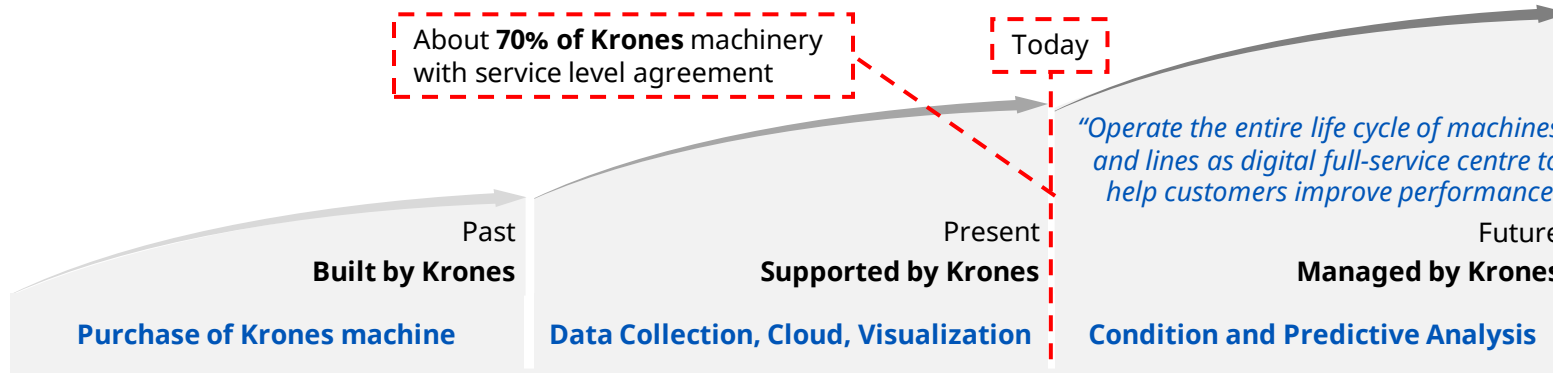 About 70% of Krones machinery
with service level agreement
Today
“Operate the entire life cycle of machines
and lines as digital full-service centre to
help customers improve performance
Past
Built by Krones
Present
Supported by Krones
Future
Managed by Krones
Purchase of Krones machine
Data Collection, Cloud, Visualization
Condition and Predictive Analysis